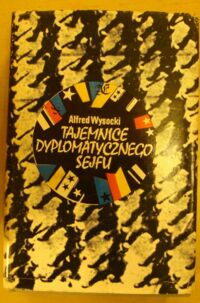 Alfred Wysocki
TAJEMNICE
DYPLOMATYCZNEGO
SEJFU